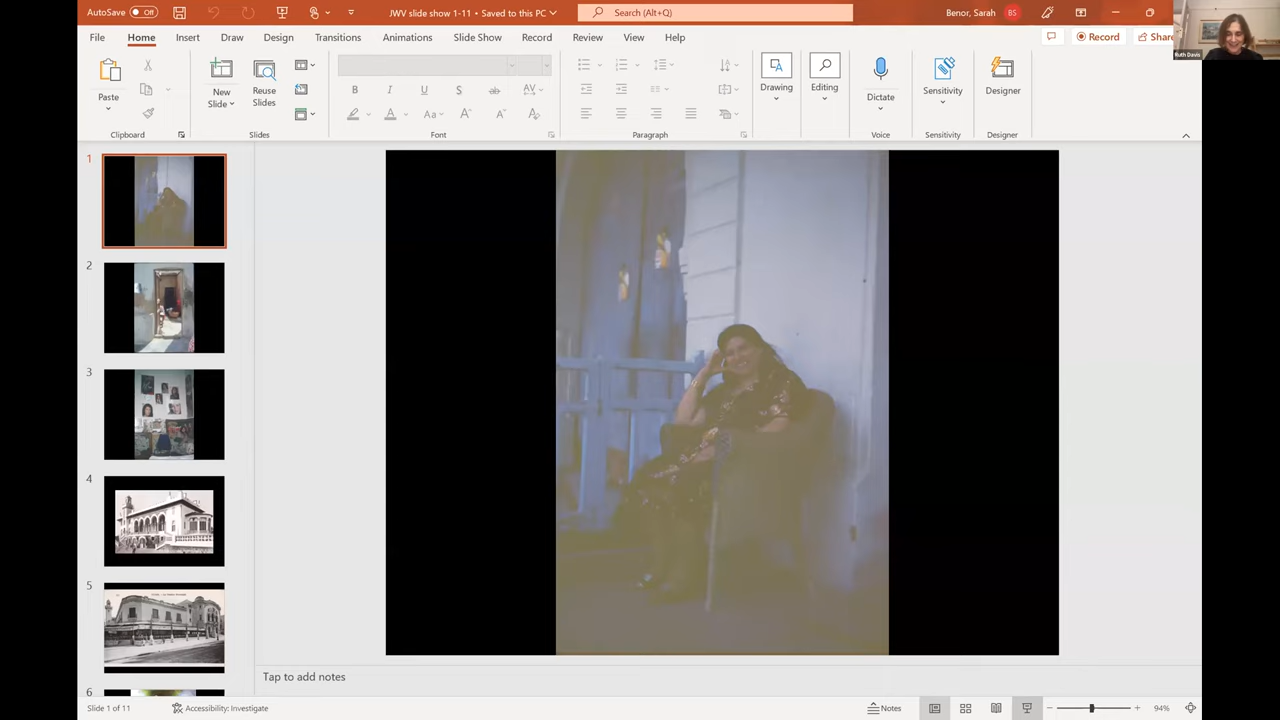 AutoSave Off JWV slide show 1-11 • Saved to this PC Search (Alt+Q) Benor, Sarah BS
File Home Insert Draw Design Transitions Animations Slide Show Record Review View Help Record Share
Ruth Davis
Paste New Slide Reuse Slides Drawing Editing Dictate Sensitivity Designer
Clipboard Slides Font Paragraph Voice Sensitivity Designer
1
2
3
4
5
6
Tap to add notes
Slide 1 of 11 Accessibility: Investigate Notes 94%